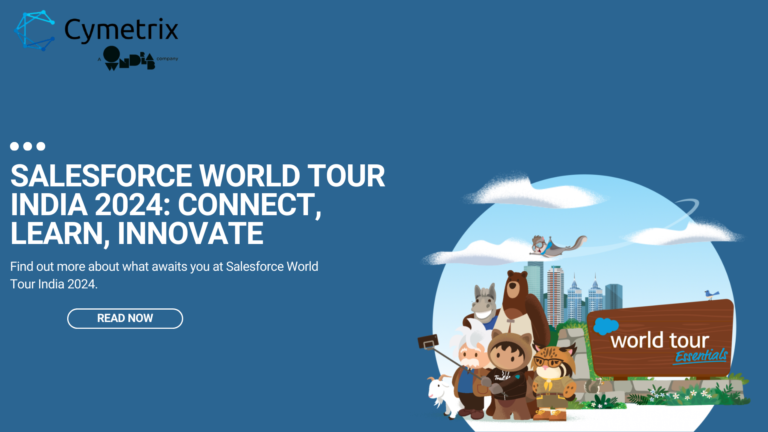 Cymetrix
A OWNDAB company
SALESFORCE WORLD TOUR
INDIA 2024: CONNECT,
LEARN, INNOVATE
Find out more about what awaits you at Salesforce World
Tour India 2024.
READ NOW
world tour
Essentials